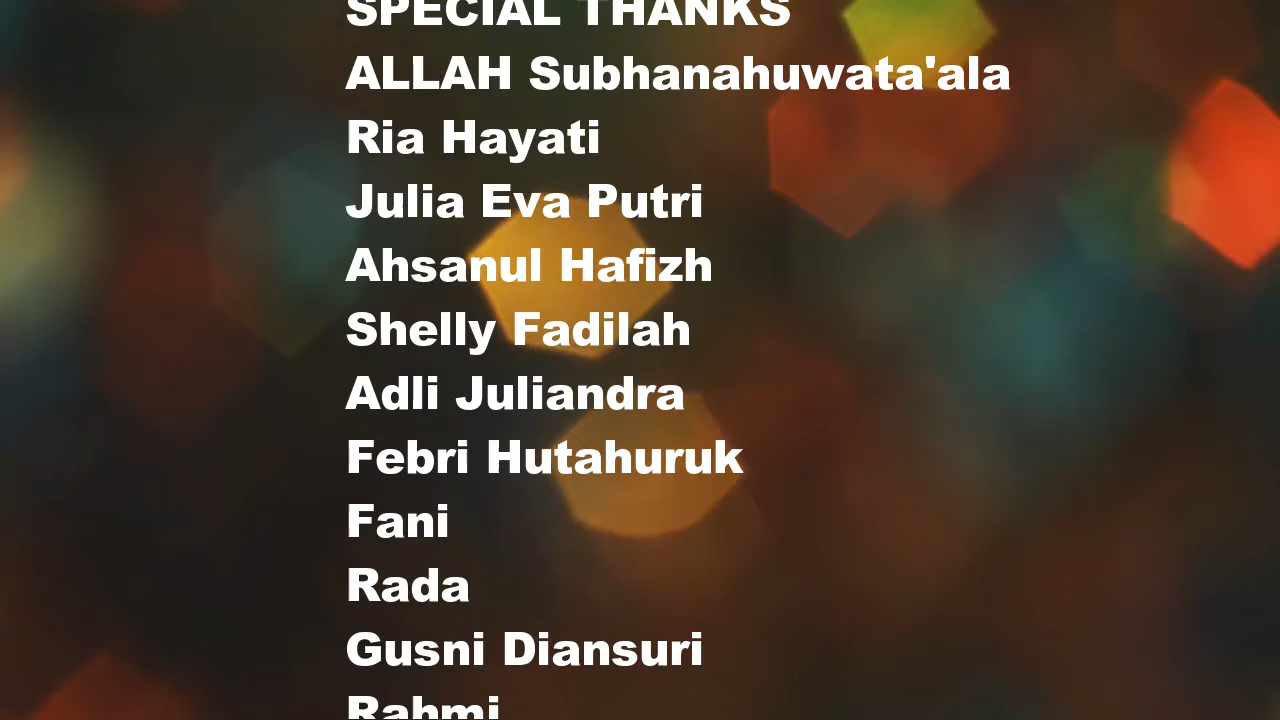 SPECIAL THANKS
ALLAH Subhanahuwata'ala
Ria Hayati
Julia Eva Putri
Ahsanul Hafizh
Shelly Fadilah
Adli Juliandra
Febri Hutahuruk
Fani
Rada
Gusni Diansuri
Rahmi